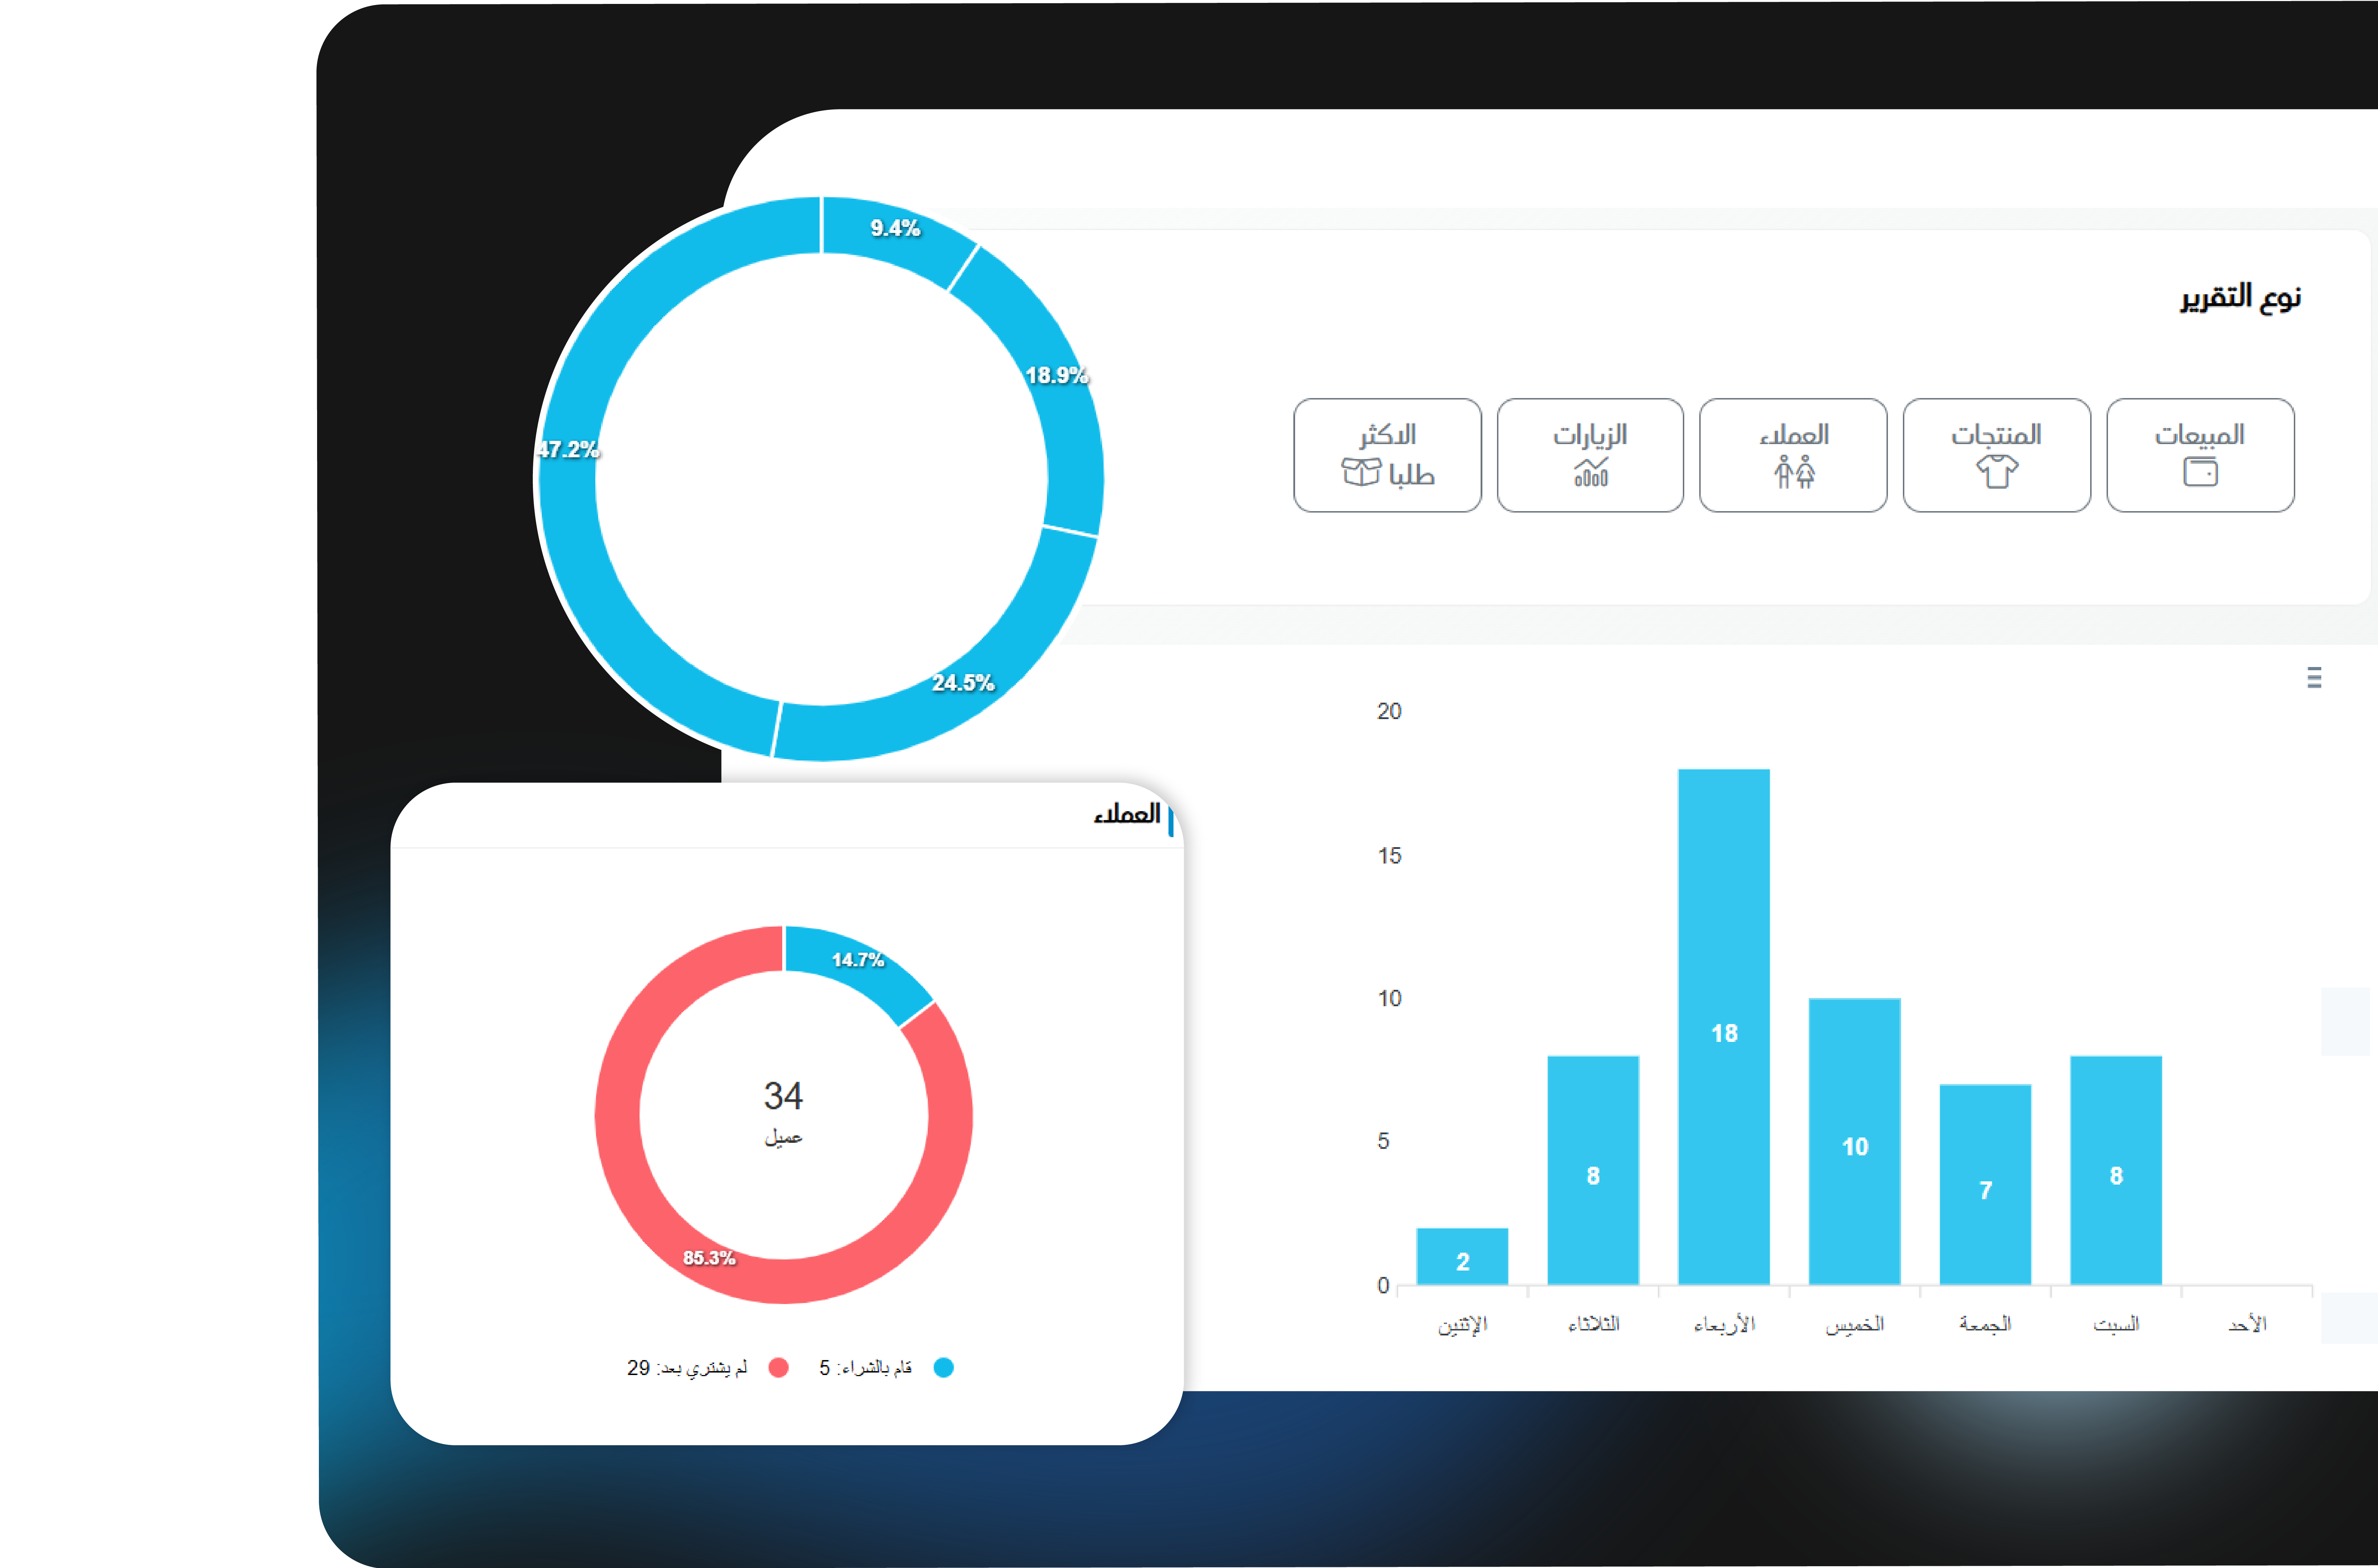 نوع التقرير
المبيعات
المنتجات
العملاء
الزيارات
الاكثر
طلبا
9.4%
18.9%
47.2%
24.5%
20
15
10
5
0
2
8
18
10
7
8
الإثنين
الثلاثاء
الأربعاء
الخميس
الجمعة
السبت
الأحد
العملاء
14.7%
34
عميل
85.3%
قام بالشراء: 5
لم يشتري بعد: 29